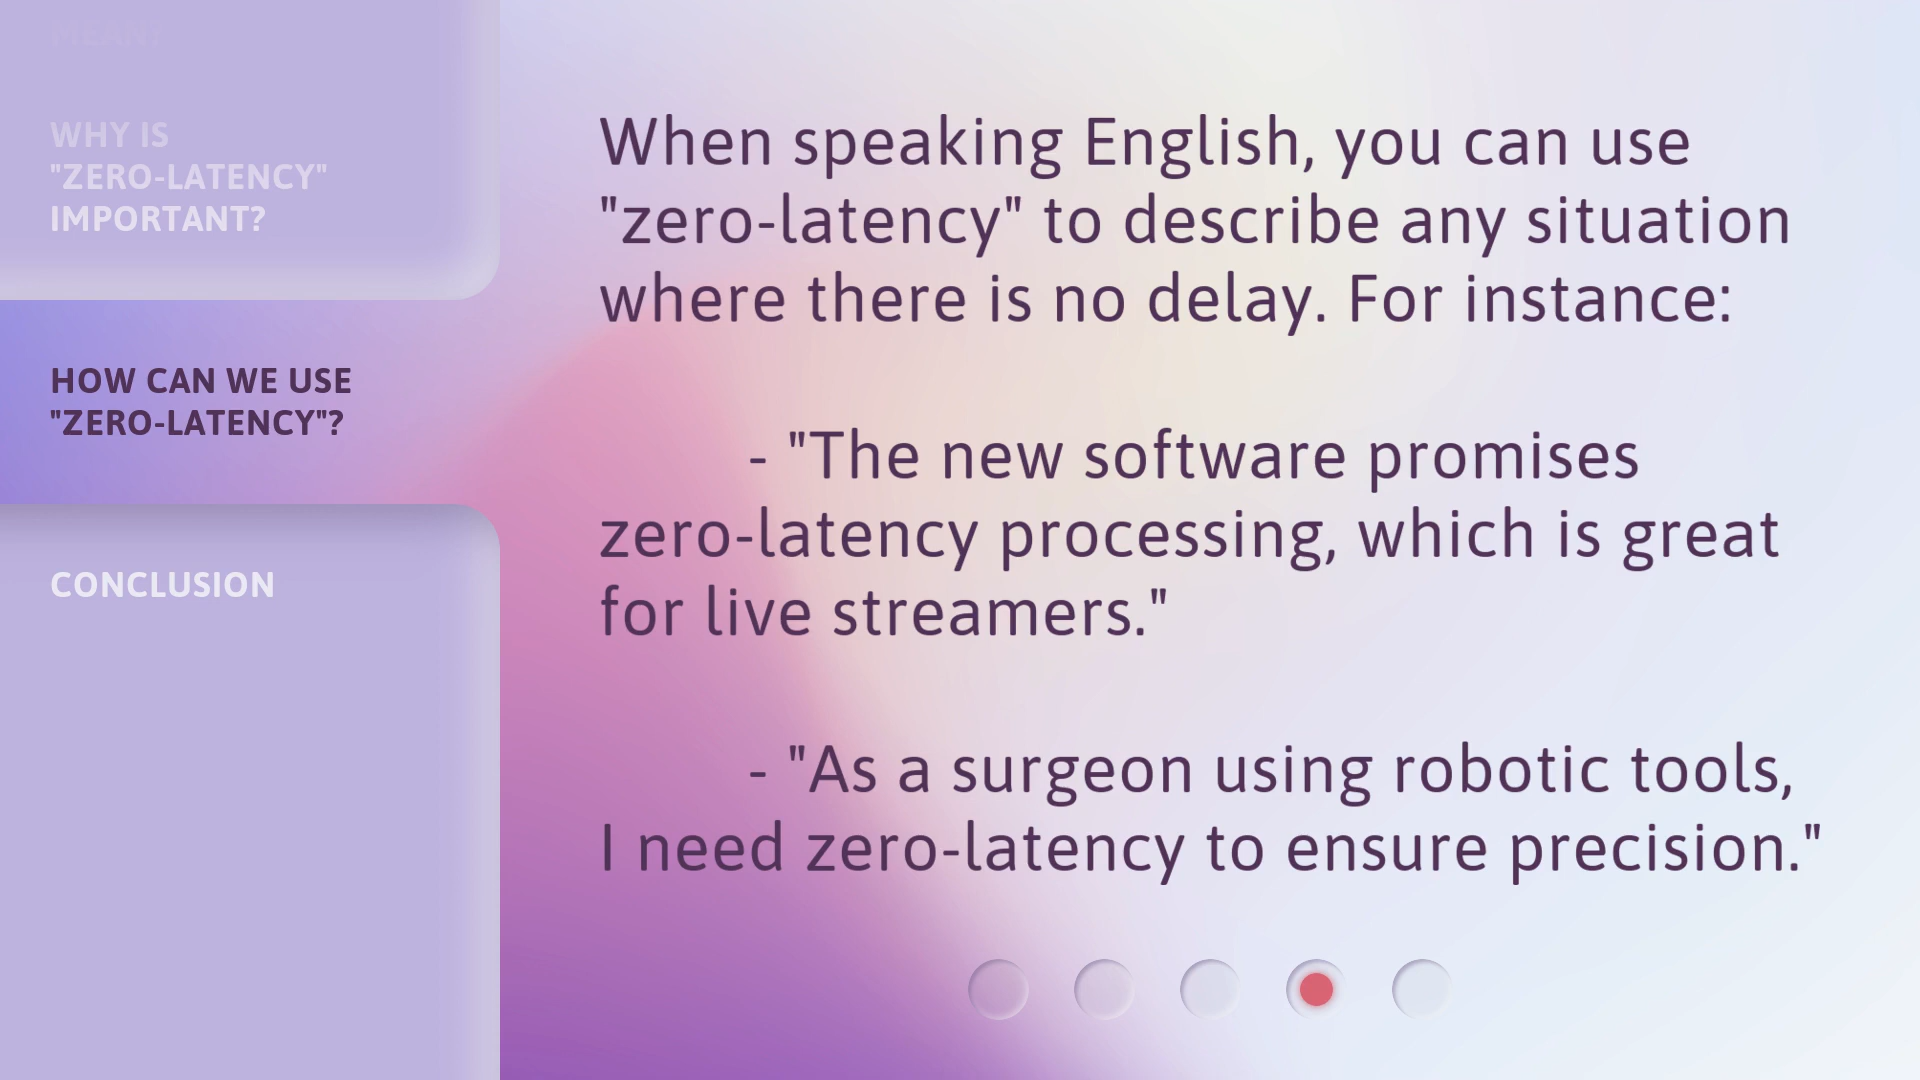 MEAN?
WHY IS
"ZERO-LATENCY"
IMPORTANT?
HOW CAN WE USE
"ZERO-LATENCY"?
CONCLUSION
When speaking English, you can use
"zero-latency" to describe any situation
where there is no delay. For instance:
- "The new software promises
zero-latency processing, which is great
for live streamers."
- "As a surgeon using robotic tools,
I need zero-latency to ensure precision."